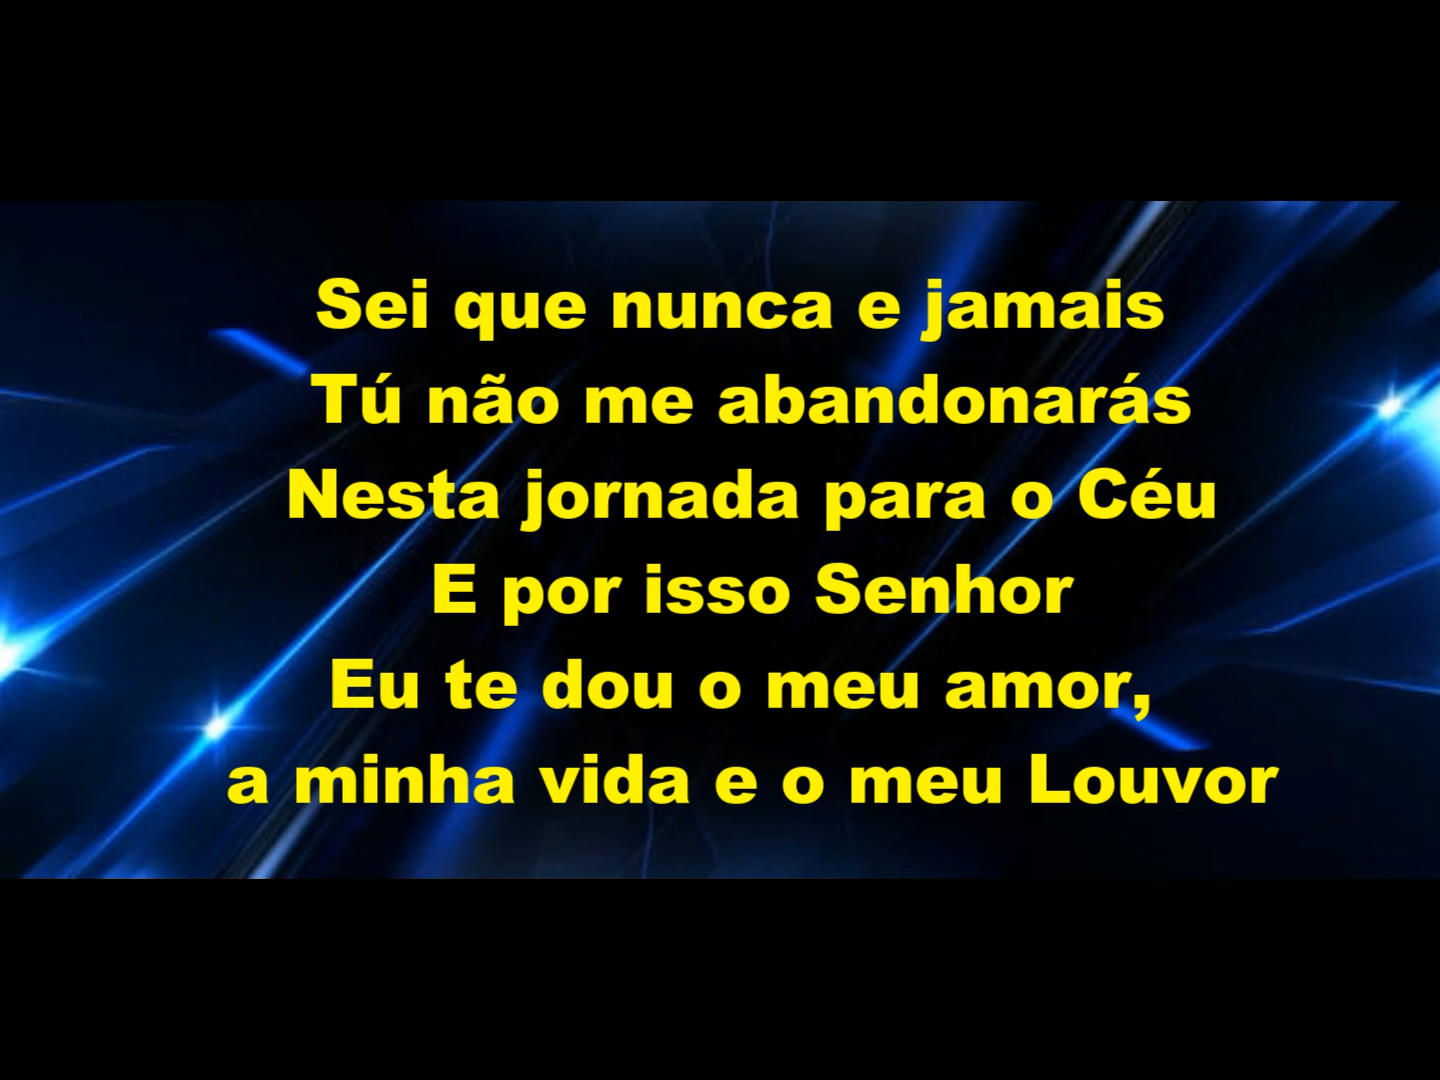 Sei que nunca e jamais
Tú não me abandonarás
Nesta jornada para o Céu
E por isso Senhor
Eu te dou o meu amor,
a minha vida e o meu Louvor